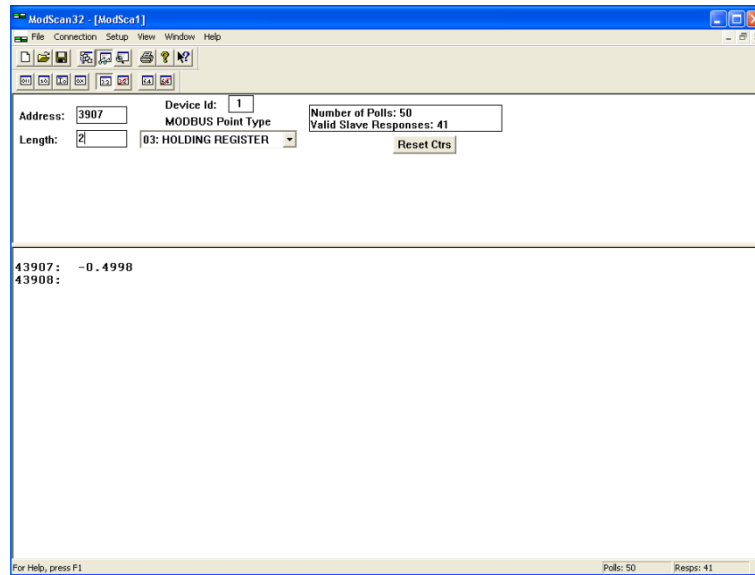 ModScan32 - [ModSca1]
File Connection Setup View Window Help
Address: 3907
Device Id: 1
MODBUS Point Type
Length: 2
03: HOLDING REGISTER
Number of Polls: 50
Valid Slave Responses: 41
Reset Ctrs
43907: -0.4998
43908:
For Help, press F1
Polls: 50
Resps: 41